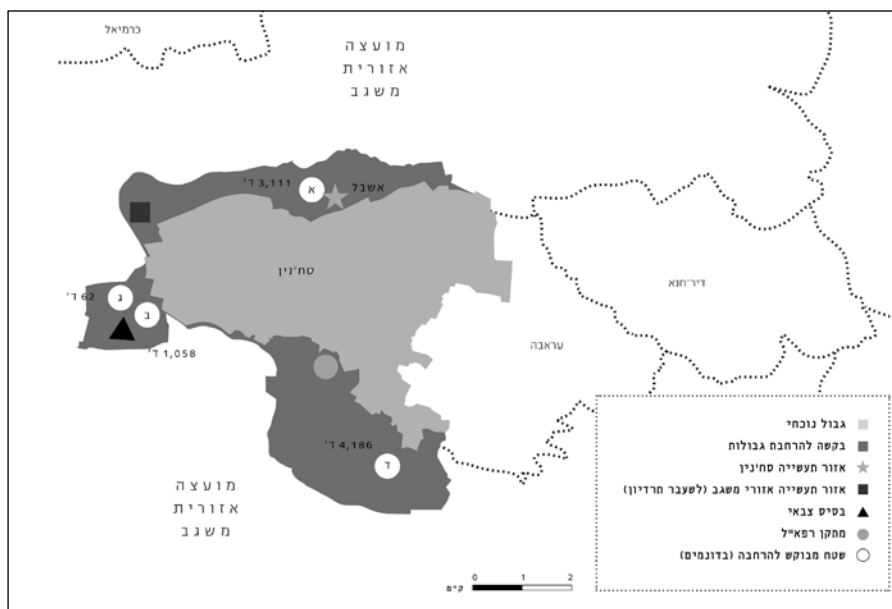 כרמיאל
מועצה
אזורית
משגב
3,111 ד'
א
אשבל
סח'נין
דיר־חנא
62 ד'
ג
ב
עראבה
1,058 ד'
4,186 ד'
ד
מועצה
אזורית
משגב
גבול נוכחי
בקשה להרחבת גבולות
אזור תעשייה סח'נין
אזור תעשייה אזורי משגב (לשעבר תרדיון)
בסיס צבאי
מתקן רפא"ל
שטח מבוקש להרחבה (בדונמים)
0 1 2
ק"מ